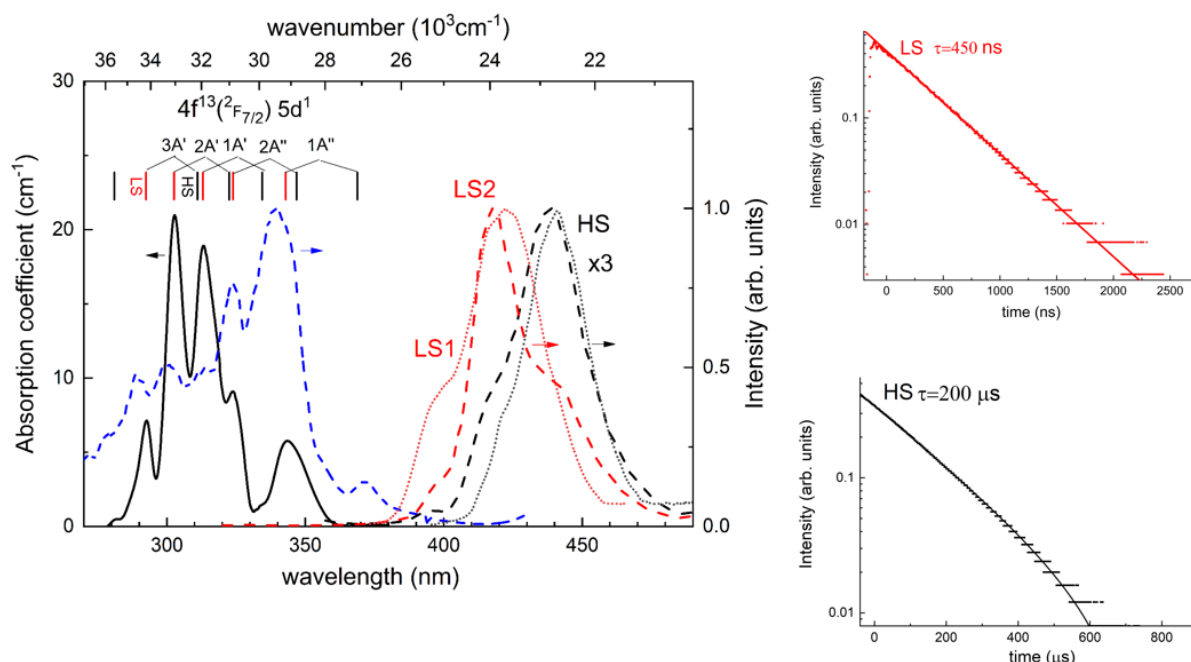 wavenumber (10³cm⁻¹)
36 34 32 30 28 26 24 22
4f¹³(²F₇/₂) 5d¹
3A' 2A' 1A' 2A" 1A"
LS HS
LS1
LS2
HS
x3
30
20
10
0
Absorption coefficient (cm⁻¹)
1.0
0.5
0.0
Intensity (arb. units)
300 350 400 450
wavelength (nm)
LS τ=450 ns
Intensity (arb. units)
0.1
0.01
0 500 1000 1500 2000 2500
time (ns)
HS τ=200 μs
Intensity (arb. units)
0.1
0.01
0 200 400 600 800
time (μs)